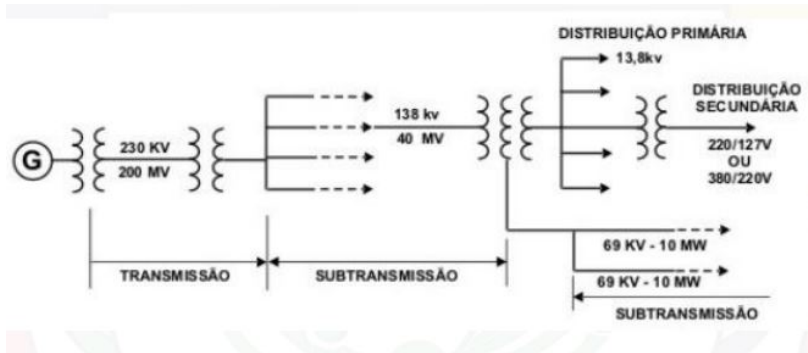 DISTRIBUIÇÃO PRIMÁRIA
13,8kv
DISTRIBUIÇÃO
SECUNDÁRIA
138 kv
40 MV
230 KV
200 MV
G
220/127V
OU
380/220V
69 KV - 10 MW
69 KV - 10 MW
TRANSMISSÃO
SUBTRANSMISSÃO
SUBTRANSMISSÃO